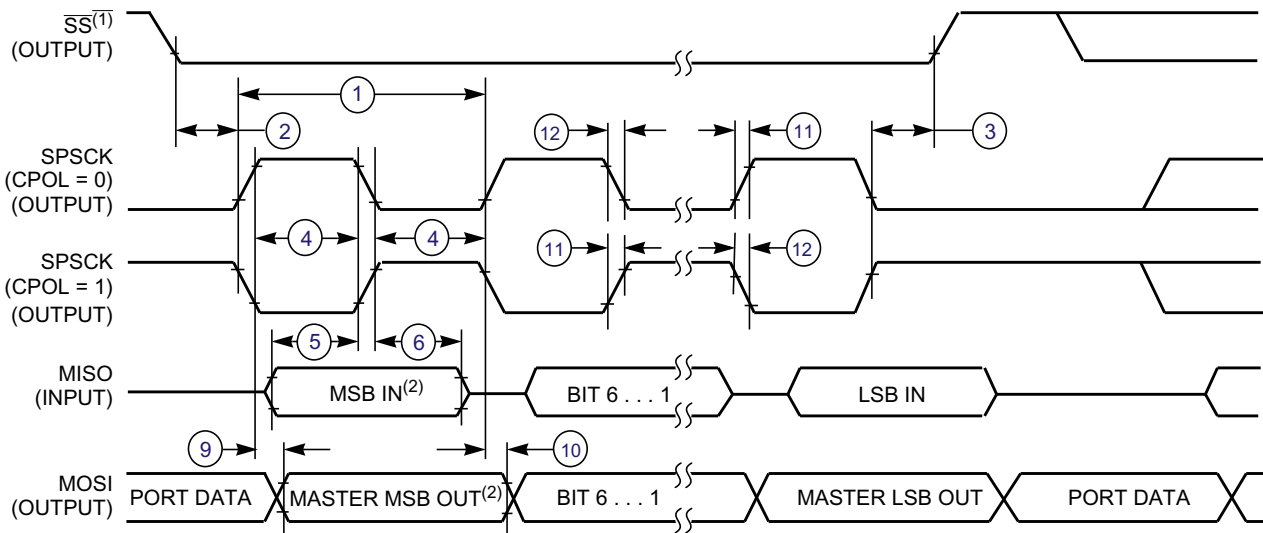 SS(1)
(OUTPUT)
1
2
12
11
3
SPSCK
(CPOL = 0)
(OUTPUT)
4
4
11
12
SPSCK
(CPOL = 1)
(OUTPUT)
5
6
MISO
(INPUT)
MSB IN(2)
BIT 6 . . . 1
LSB IN
9
10
MOSI
(OUTPUT)
PORT DATA
MASTER MSB OUT(2)
BIT 6 . . . 1
MASTER LSB OUT
PORT DATA